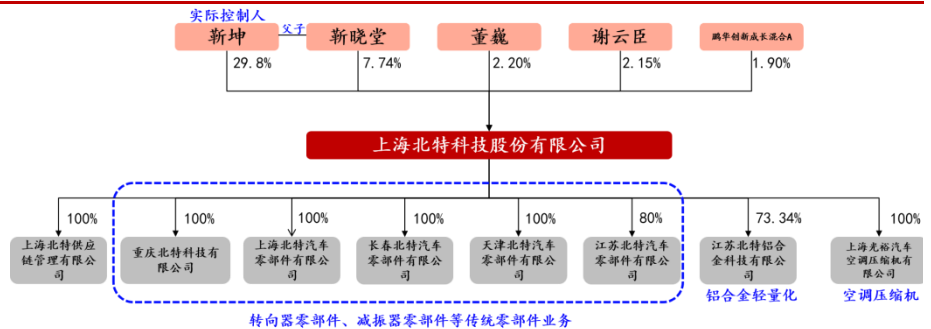 实际控制人
靳坤
父子
靳晓堂
董巍
谢云臣
鹏华创新成长混合A
29.8%
7.74%
2.20%
2.15%
1.90%
上海北特科技股份有限公司
100%
100%
100%
100%
100%
80%
73.34%
100%
上海北特供应
链管理有限公
司
重庆北特科技有
限公司
上海北特汽车
零部件有限公
司
长春北特汽车
零部件有限公
司
天津北特汽车
零部件有限公
司
江苏北特汽车
零部件有限公
司
江苏北特铝合
金科技有限公
司
上海光裕汽车
空调压缩机有
限公司
铝合金轻量化
空调压缩机
转向器零部件、减振器零部件等传统零部件业务